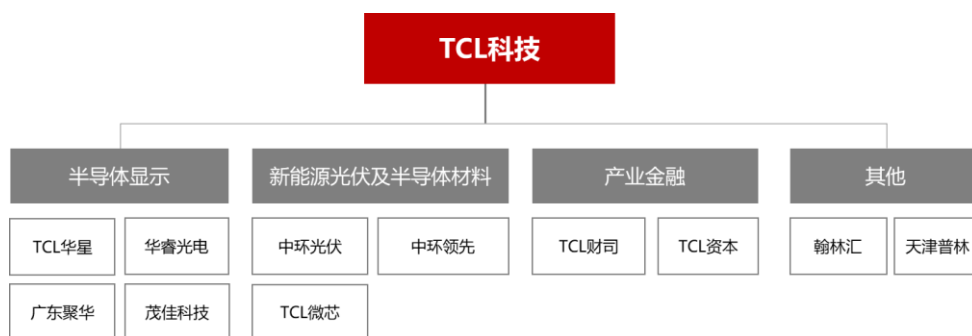 TCL科技
半导体显示
新能源光伏及半导体材料
产业金融
其他
TCL华星
华睿光电
中环光伏
中环领先
TCL财司
TCL资本
翰林汇
天津普林
广东聚华
茂佳科技
TCL微芯